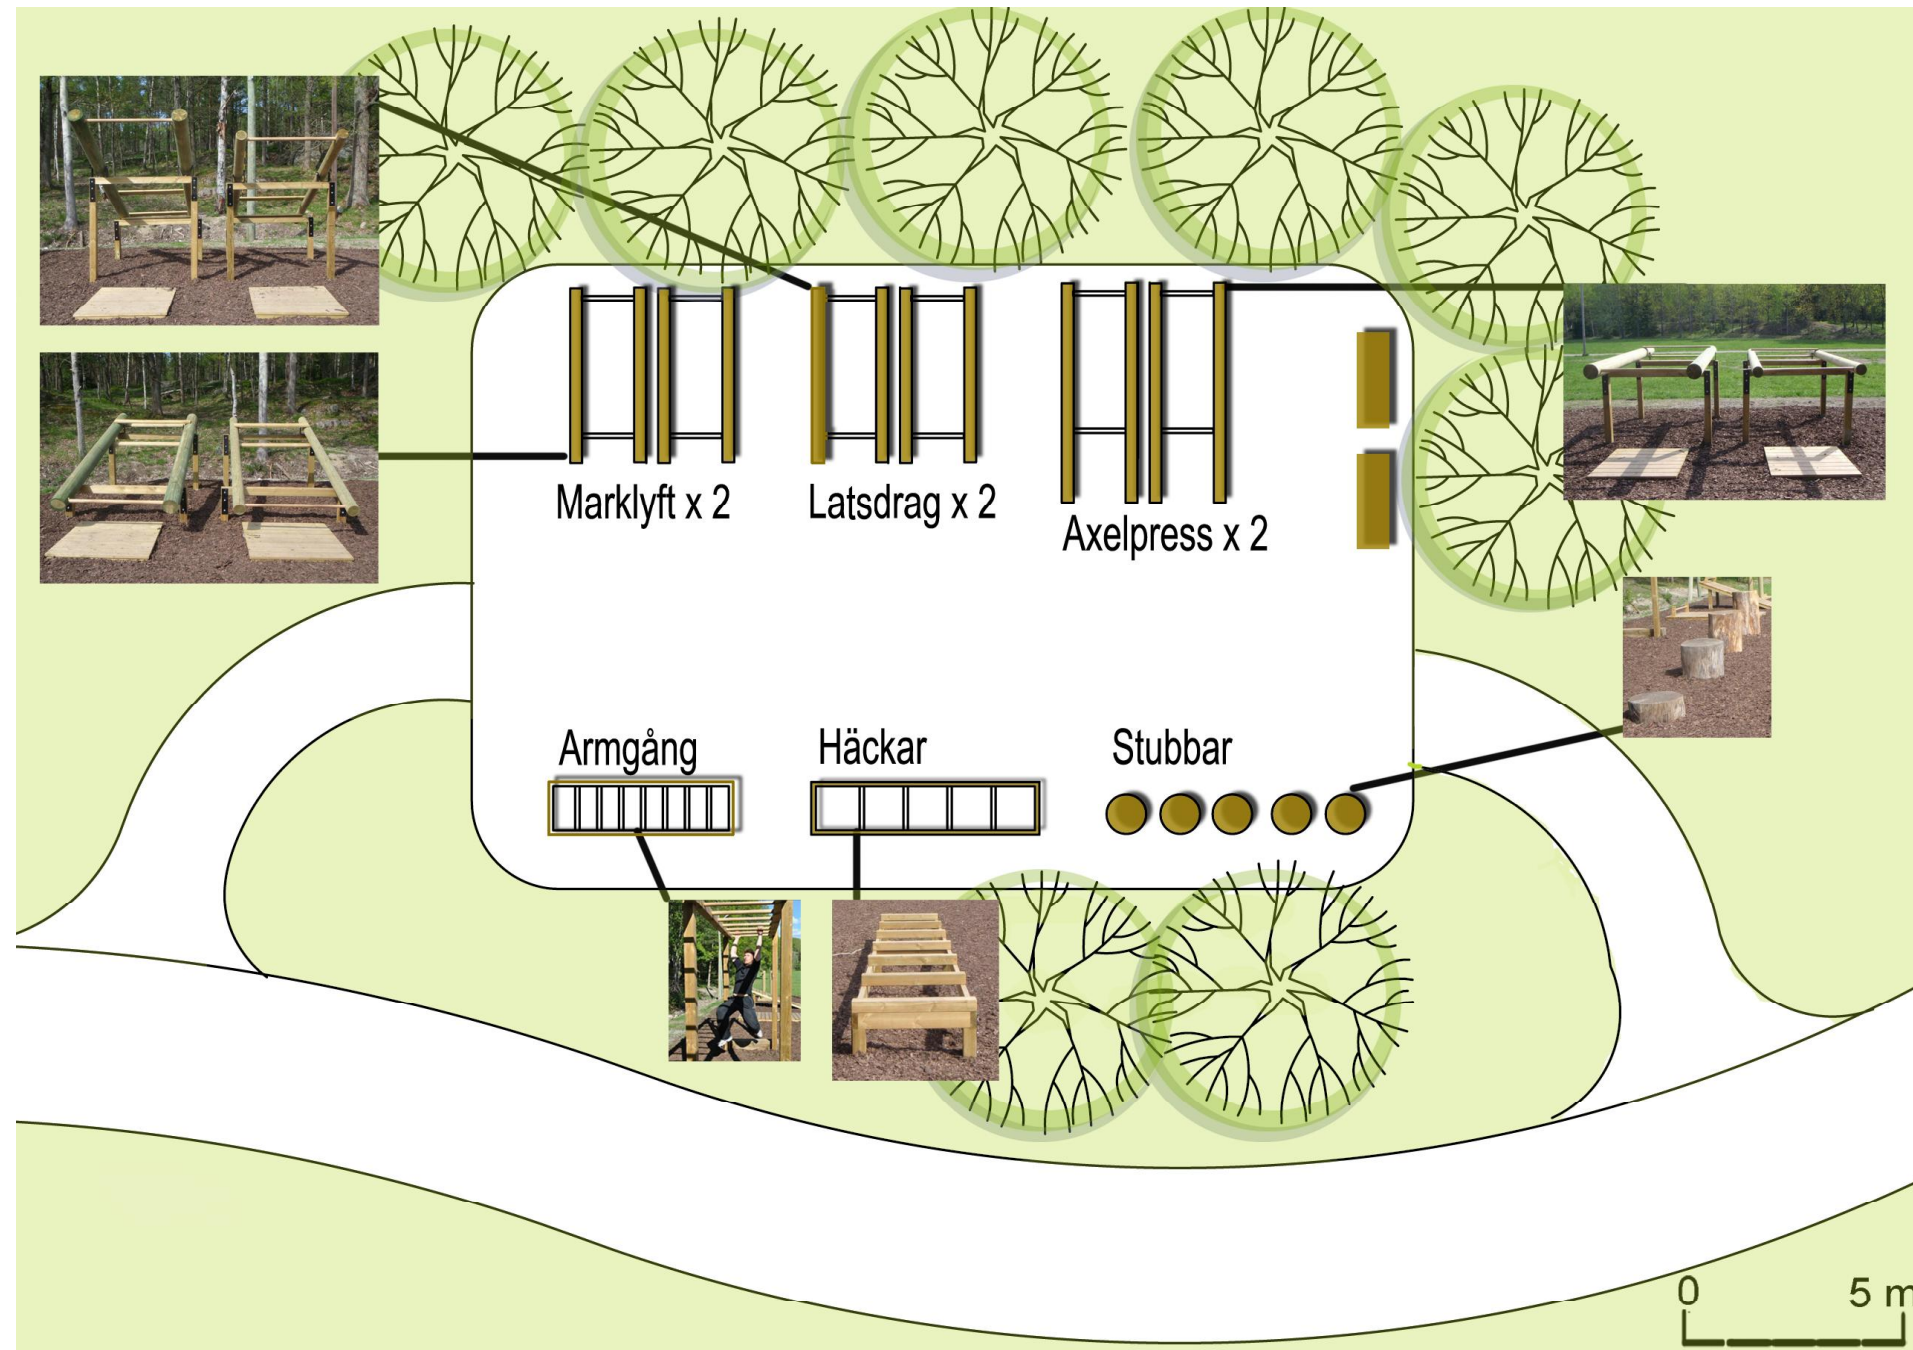 Marklyft x 2
Latsdrag x 2
Axelpress x 2
Armgång
Häckar
Stubbar
0 5 m